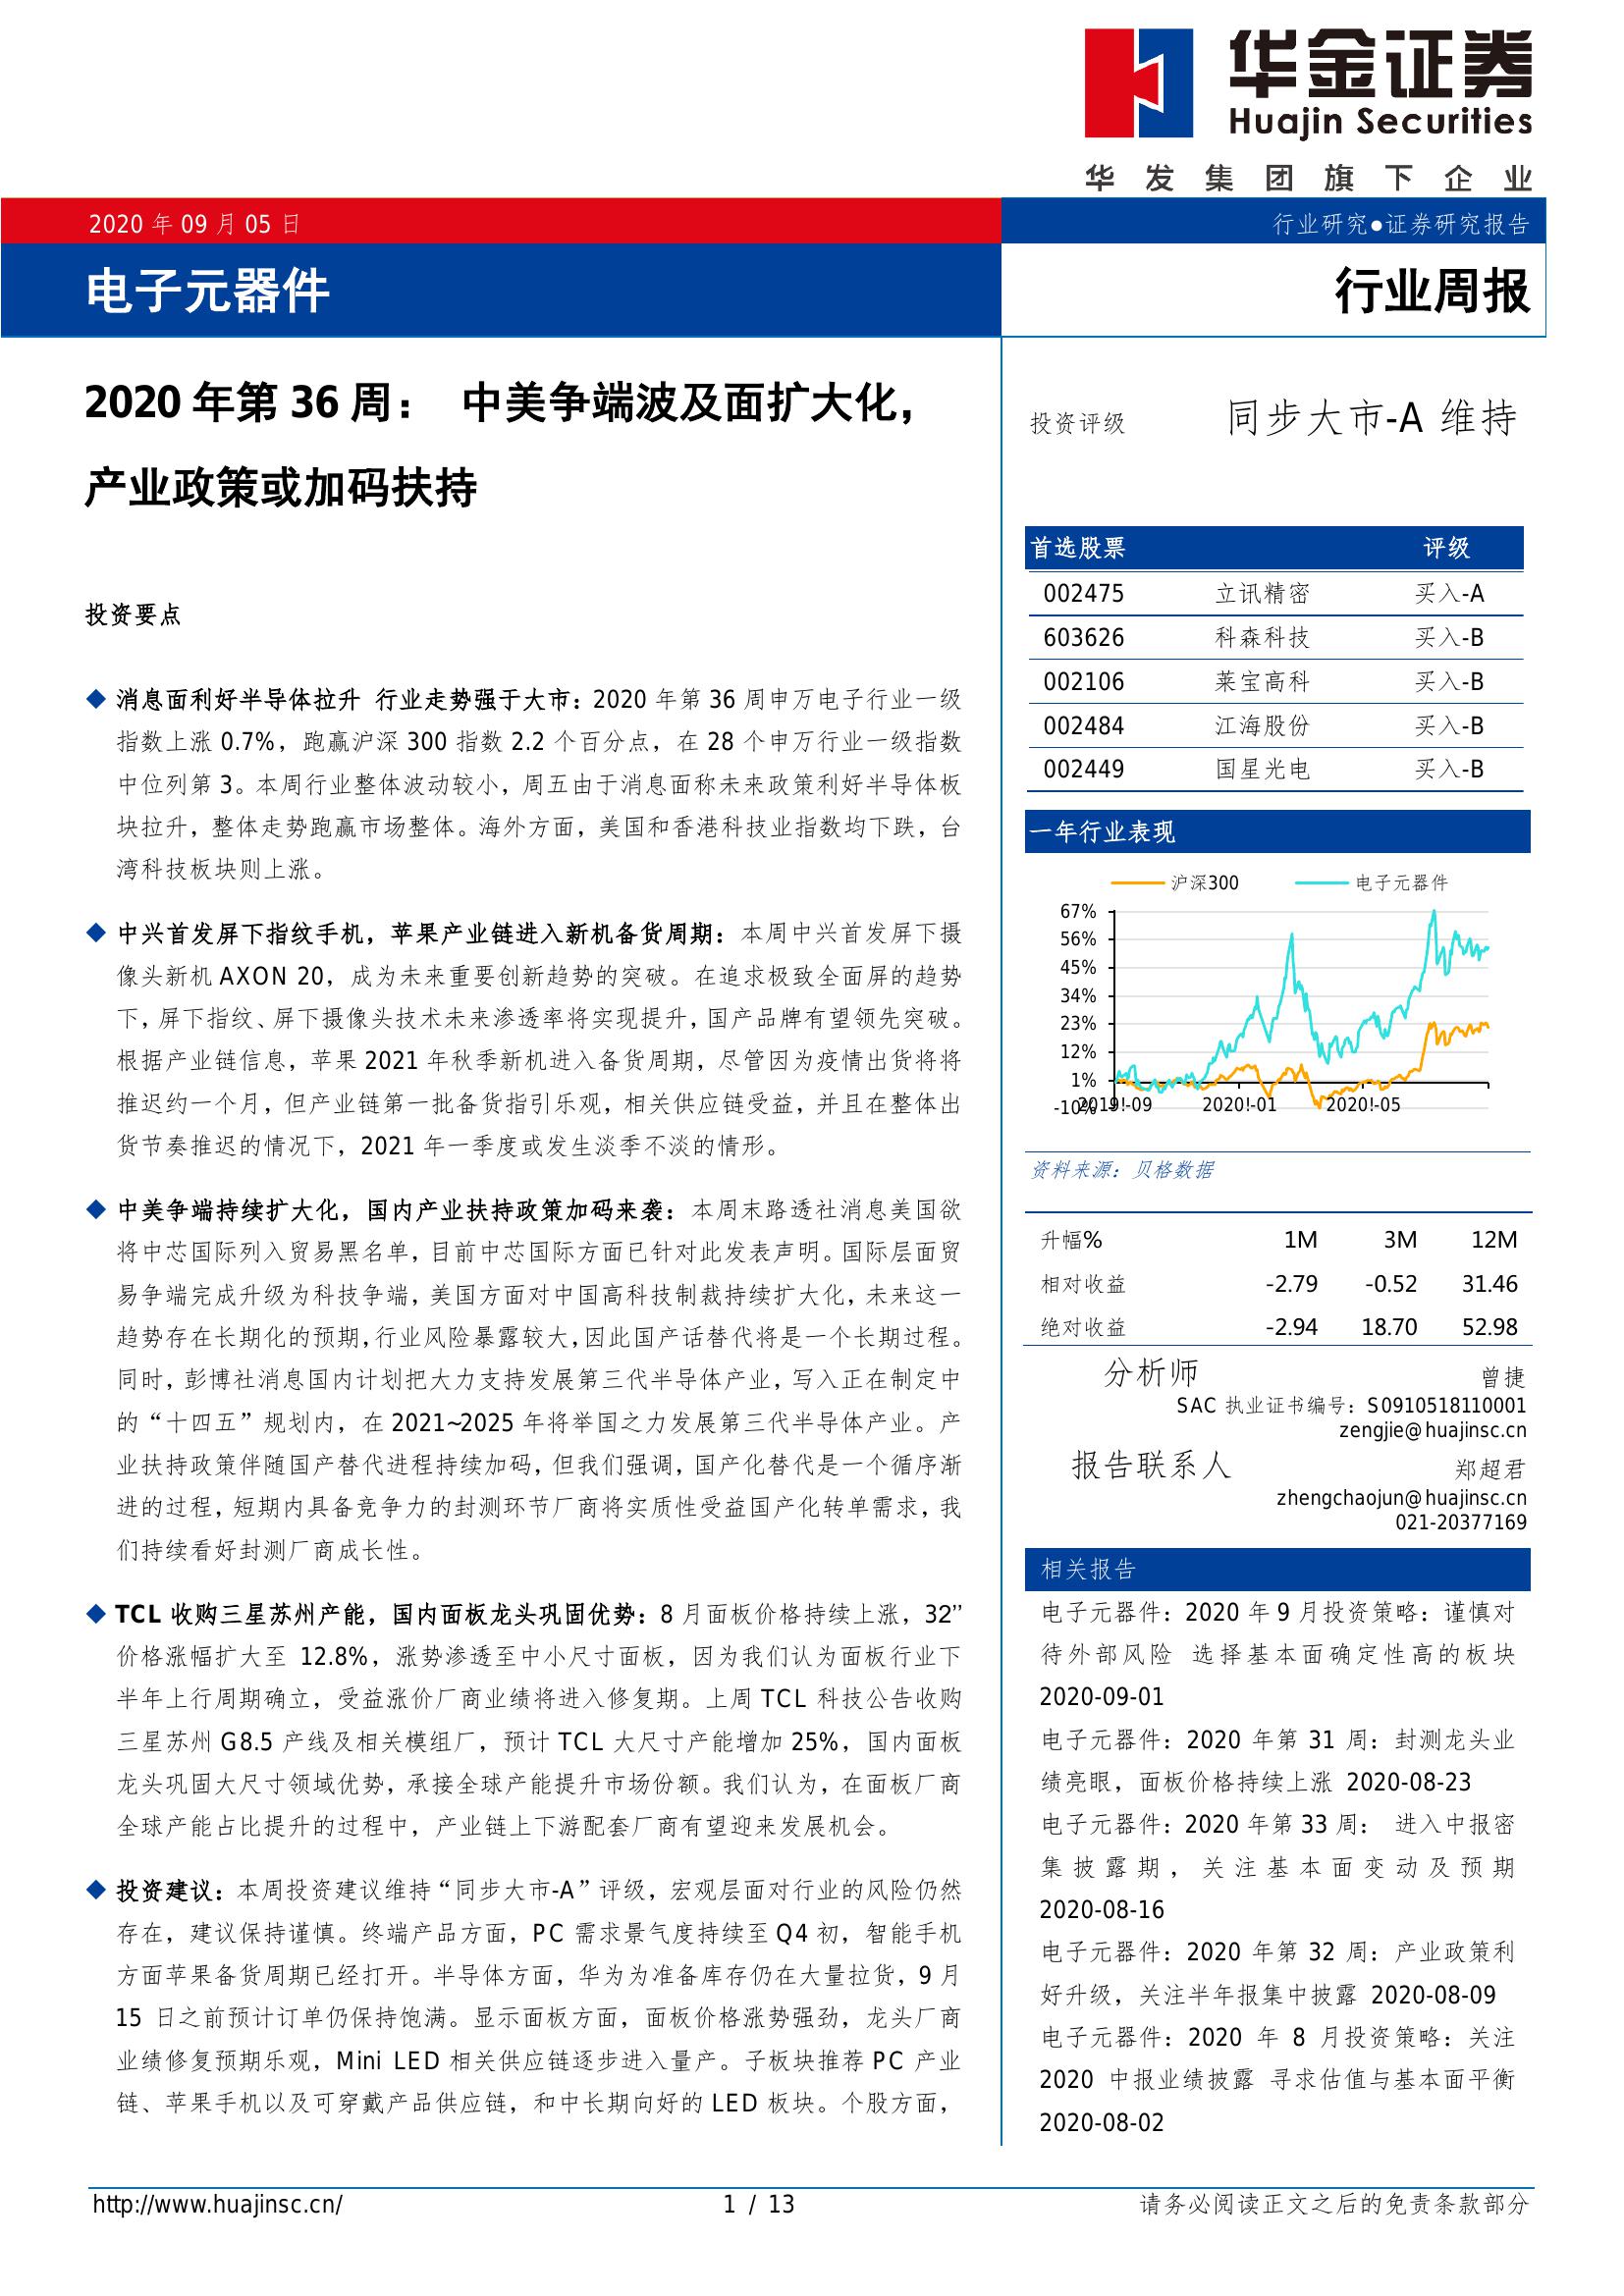 华金证券
Huajin Securities
华发集团旗下企业
2020 年 09 月 05 日
行业研究●证券研究报告
电子元器件
行业周报
2020 年第 36 周： 中美争端波及面扩大化，
产业政策或加码扶持
投资要点
◆ 消息面利好半导体拉升 行业走势强于大市：2020 年第 36 周申万电子行业一级
指数上涨 0.7%，跑赢沪深 300 指数 2.2 个百分点，在 28 个申万行业一级指数
中位列第 3。本周行业整体波动较小，周五由于消息面称未来政策利好半导体板
块拉升，整体走势跑赢市场整体。海外方面，美国和香港科技业指数均下跌，台
湾科技板块则上涨。
◆ 中兴首发屏下指纹手机，苹果产业链进入新机备货周期：本周中兴首发屏下摄
像头新机 AXON 20，成为未来重要创新趋势的突破。在追求极致全面屏的趋势
下，屏下指纹、屏下摄像头技术未来渗透率将实现提升，国产品牌有望领先突破。
根据产业链信息，苹果 2021 年秋季新机进入备货周期，尽管因为疫情出货将将
推迟约一个月，但产业链第一批备货指引乐观，相关供应链受益，并且在整体出
货节奏推迟的情况下，2021 年一季度或发生淡季不淡的情形。
◆ 中美争端持续扩大化，国内产业扶持政策加码来袭：本周末路透社消息美国欲
将中芯国际列入贸易黑名单，目前中芯国际方面已针对此发表声明。国际层面贸
易争端完成升级为科技争端，美国方面对中国高科技制裁持续扩大化，未来这一
趋势存在长期化的预期，行业风险暴露较大，因此国产话替代将是一个长期过程。
同时，彭博社消息国内计划把大力支持发展第三代半导体产业，写入正在制定中
的“十四五”规划内，在 2021~2025 年将举国之力发展第三代半导体产业。产
业扶持政策伴随国产替代进程持续加码，但我们强调，国产化替代是一个循序渐
进的过程，短期内具备竞争力的封测环节厂商将实质性受益国产化转单需求，我
们持续看好封测厂商成长性。
◆ TCL 收购三星苏州产能，国内面板龙头巩固优势：8 月面板价格持续上涨，32”
价格涨幅扩大至 12.8%，涨势渗透至中小尺寸面板，因为我们认为面板行业下
半年上行周期确立，受益涨价厂商业绩将进入修复期。上周 TCL 科技公告收购
三星苏州 G8.5 产线及相关模组厂，预计 TCL 大尺寸产能增加 25%，国内面板
龙头巩固大尺寸领域优势，承接全球产能提升市场份额。我们认为，在面板厂商
全球产能占比提升的过程中，产业链上下游配套厂商有望迎来发展机会。
◆ 投资建议：本周投资建议维持“同步大市-A”评级，宏观层面对行业的风险仍然
存在，建议保持谨慎。终端产品方面，PC 需求景气度持续至 Q4 初，智能手机
方面苹果备货周期已经打开。半导体方面，华为为准备库存仍在大量拉货，9 月
15 日之前预计订单仍保持饱满。显示面板方面，面板价格涨势强劲，龙头厂商
业绩修复预期乐观，Mini LED 相关供应链逐步进入量产。子板块推荐 PC 产业
链、苹果手机以及可穿戴产品供应链，和中长期向好的 LED 板块。个股方面，
投资评级 同步大市-A 维持
首选股票 评级
002475 立讯精密 买入-A
603626 科森科技 买入-B
002106 莱宝高科 买入-B
002484 江海股份 买入-B
002449 国星光电 买入-B
一年行业表现
沪深300 电子元器件
67%
56%
45%
34%
23%
12%
1%
-10%
2019!-09 2020!-01 2020!-05
资料来源：贝格数据
升幅% 1M 3M 12M
相对收益 -2.79 -0.52 31.46
绝对收益 -2.94 18.70 52.98
分析师 曾捷
SAC 执业证书编号：S0910518110001
zengjie@huajinsc.cn
报告联系人 郑超君
zhengchaojun@huajinsc.cn
021-20377169
相关报告
电子元器件：2020 年 9 月投资策略：谨慎对
待外部风险 选择基本面确定性高的板块
2020-09-01
电子元器件：2020 年第 31 周：封测龙头业
绩亮眼，面板价格持续上涨 2020-08-23
电子元器件：2020 年第 33 周： 进入中报密
集披露期，关注基本面变动及预期
2020-08-16
电子元器件：2020 年第 32 周：产业政策利
好升级，关注半年报集中披露 2020-08-09
电子元器件：2020 年 8 月投资策略：关注
2020 中报业绩披露 寻求估值与基本面平衡
2020-08-02
http://www.huajinsc.cn/ 1 / 13 请务必阅读正文之后的免责条款部分